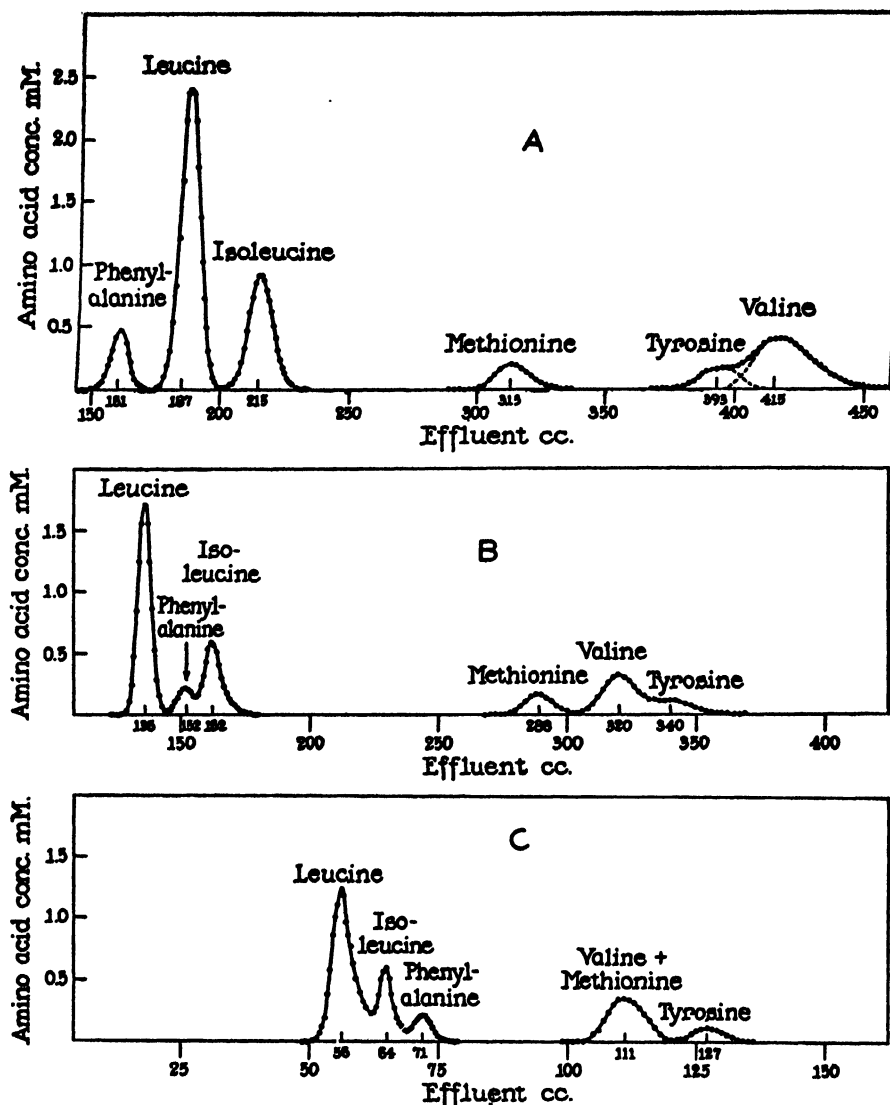 A
Amino acid conc. mM.
2.5
2.0
1.5
1.0
0.5
Leucine
Phenyl-
alanine
Isoleucine
Methionine
Tyrosine
Valine
150 200 250 300 350 400 450
161 187 215 313 393 415
Effluent cc.
B
Amino acid conc. mM.
1.5
1.0
0.5
Leucine
Iso-
leucine
Phenyl-
alanine
Methionine
Valine
Tyrosine
135 152 162 288 320 340
150 200 250 300 350 400
Effluent cc.
C
Amino acid conc. mM.
1.5
1.0
0.5
Leucine
Iso-
leucine
Phenyl-
alanine
Valine +
Methionine
Tyrosine
56 64 71 111 127
25 50 75 100 125 150
Effluent cc.